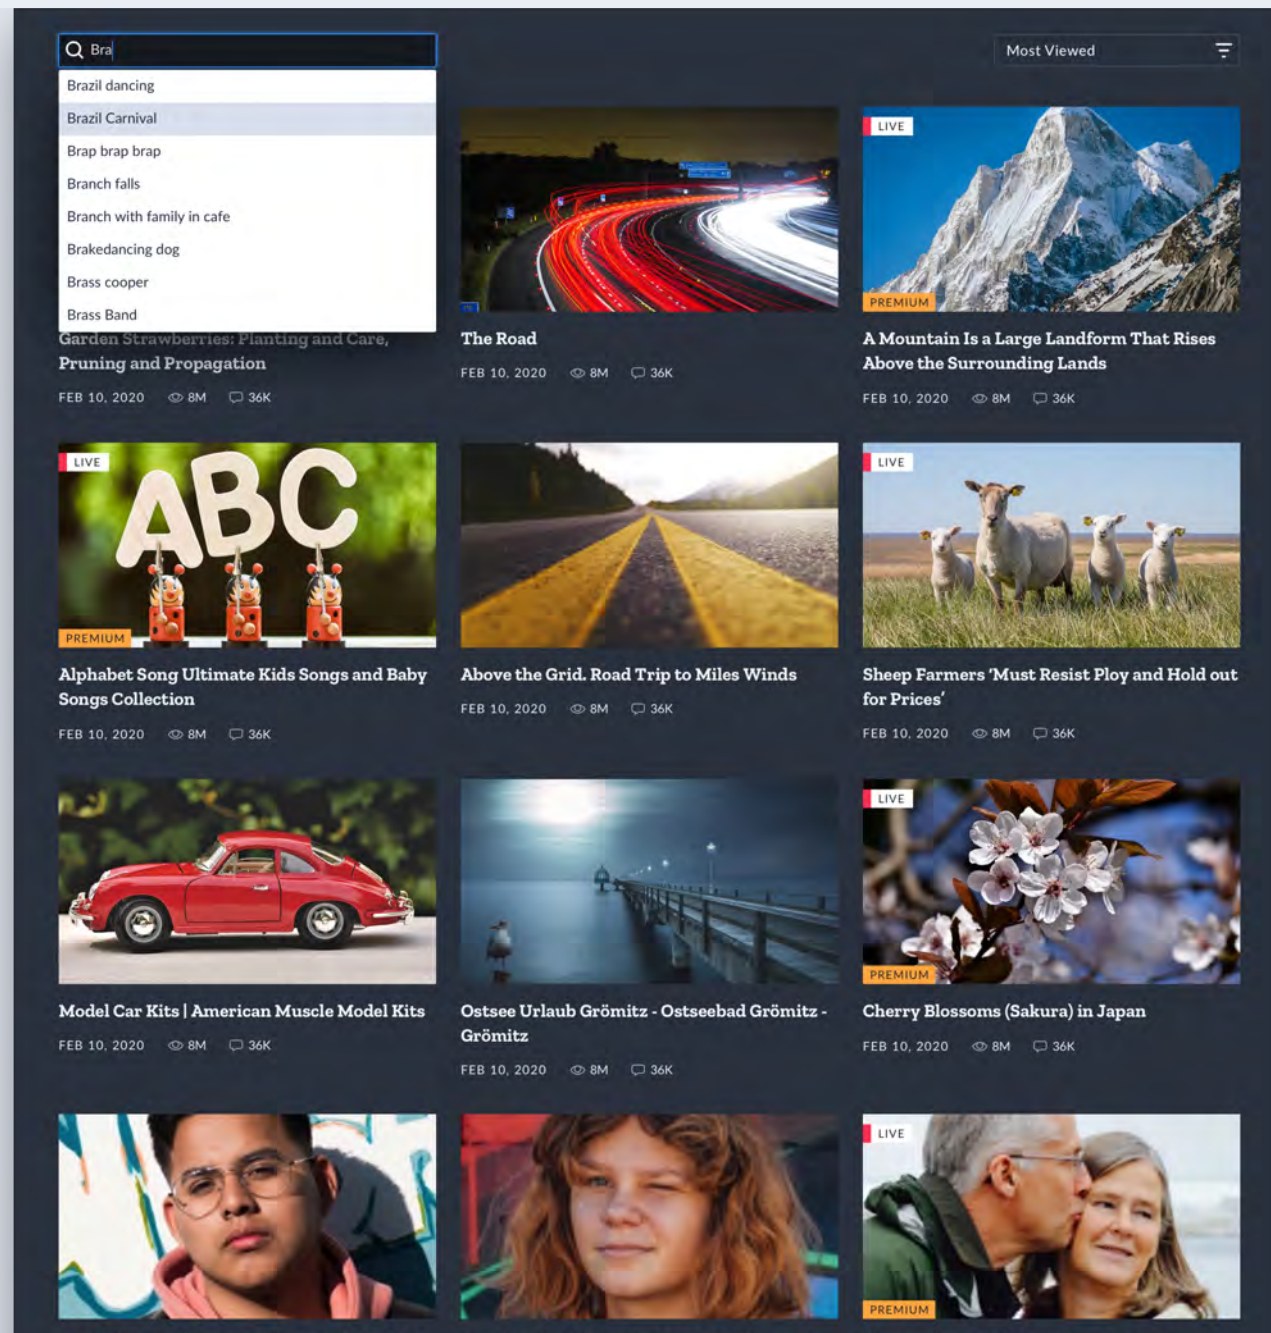 Bra
Most Viewed
Brazil dancing
Brazil Carnival
Brap brap brap
Branch falls
Branch with family in cafe
Brakedancing dog
Brass cooper
Brass Band
Garden Strawberries: Planting and Care,
Pruning and Propagation
FEB 10, 2020 8M 36K
The Road
FEB 10, 2020 8M 36K
LIVE
PREMIUM
A Mountain Is a Large Landform That Rises
Above the Surrounding Lands
FEB 10, 2020 8M 36K
LIVE
ABC
PREMIUM
Alphabet Song Ultimate Kids Songs and Baby
Songs Collection
FEB 10, 2020 8M 36K
Above the Grid. Road Trip to Miles Winds
FEB 10, 2020 8M 36K
LIVE
Sheep Farmers ‘Must Resist Ploy and Hold out
for Prices’
FEB 10, 2020 8M 36K
Model Car Kits | American Muscle Model Kits
FEB 10, 2020 8M 36K
Ostsee Urlaub Grömitz - Ostseebad Grömitz -
Grömitz
FEB 10, 2020 8M 36K
LIVE
PREMIUM
Cherry Blossoms (Sakura) in Japan
FEB 10, 2020 8M 36K
LIVE
PREMIUM